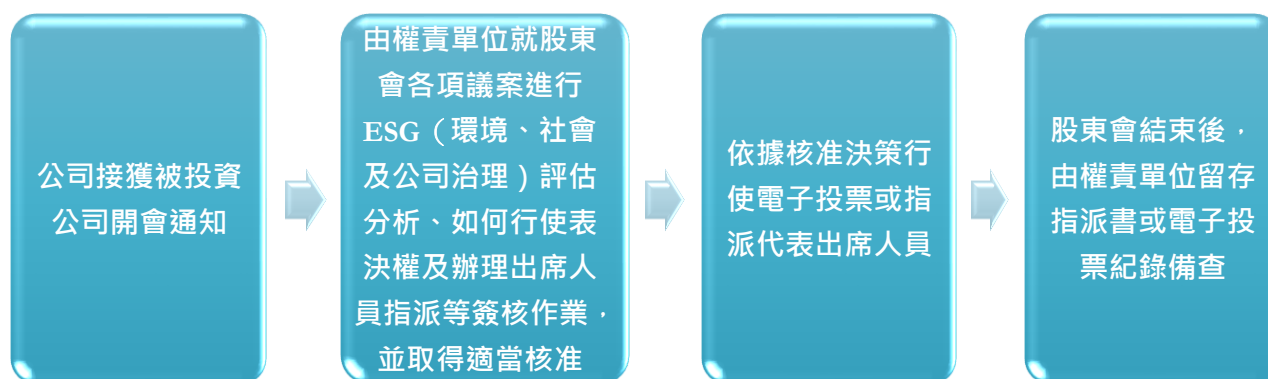 公司接獲被投資
公司開會通知
由權責單位就股東
會各項議案進行
ESG（環境、社會
及公司治理）評估
分析、如何行使表
決權及辦理出席人
員指派等簽核作業，
並取得適當核准
依據核准決策行
使電子投票或指
派代表出席人員
股東會結束後，
由權責單位留存
指派書或電子投
票紀錄備查